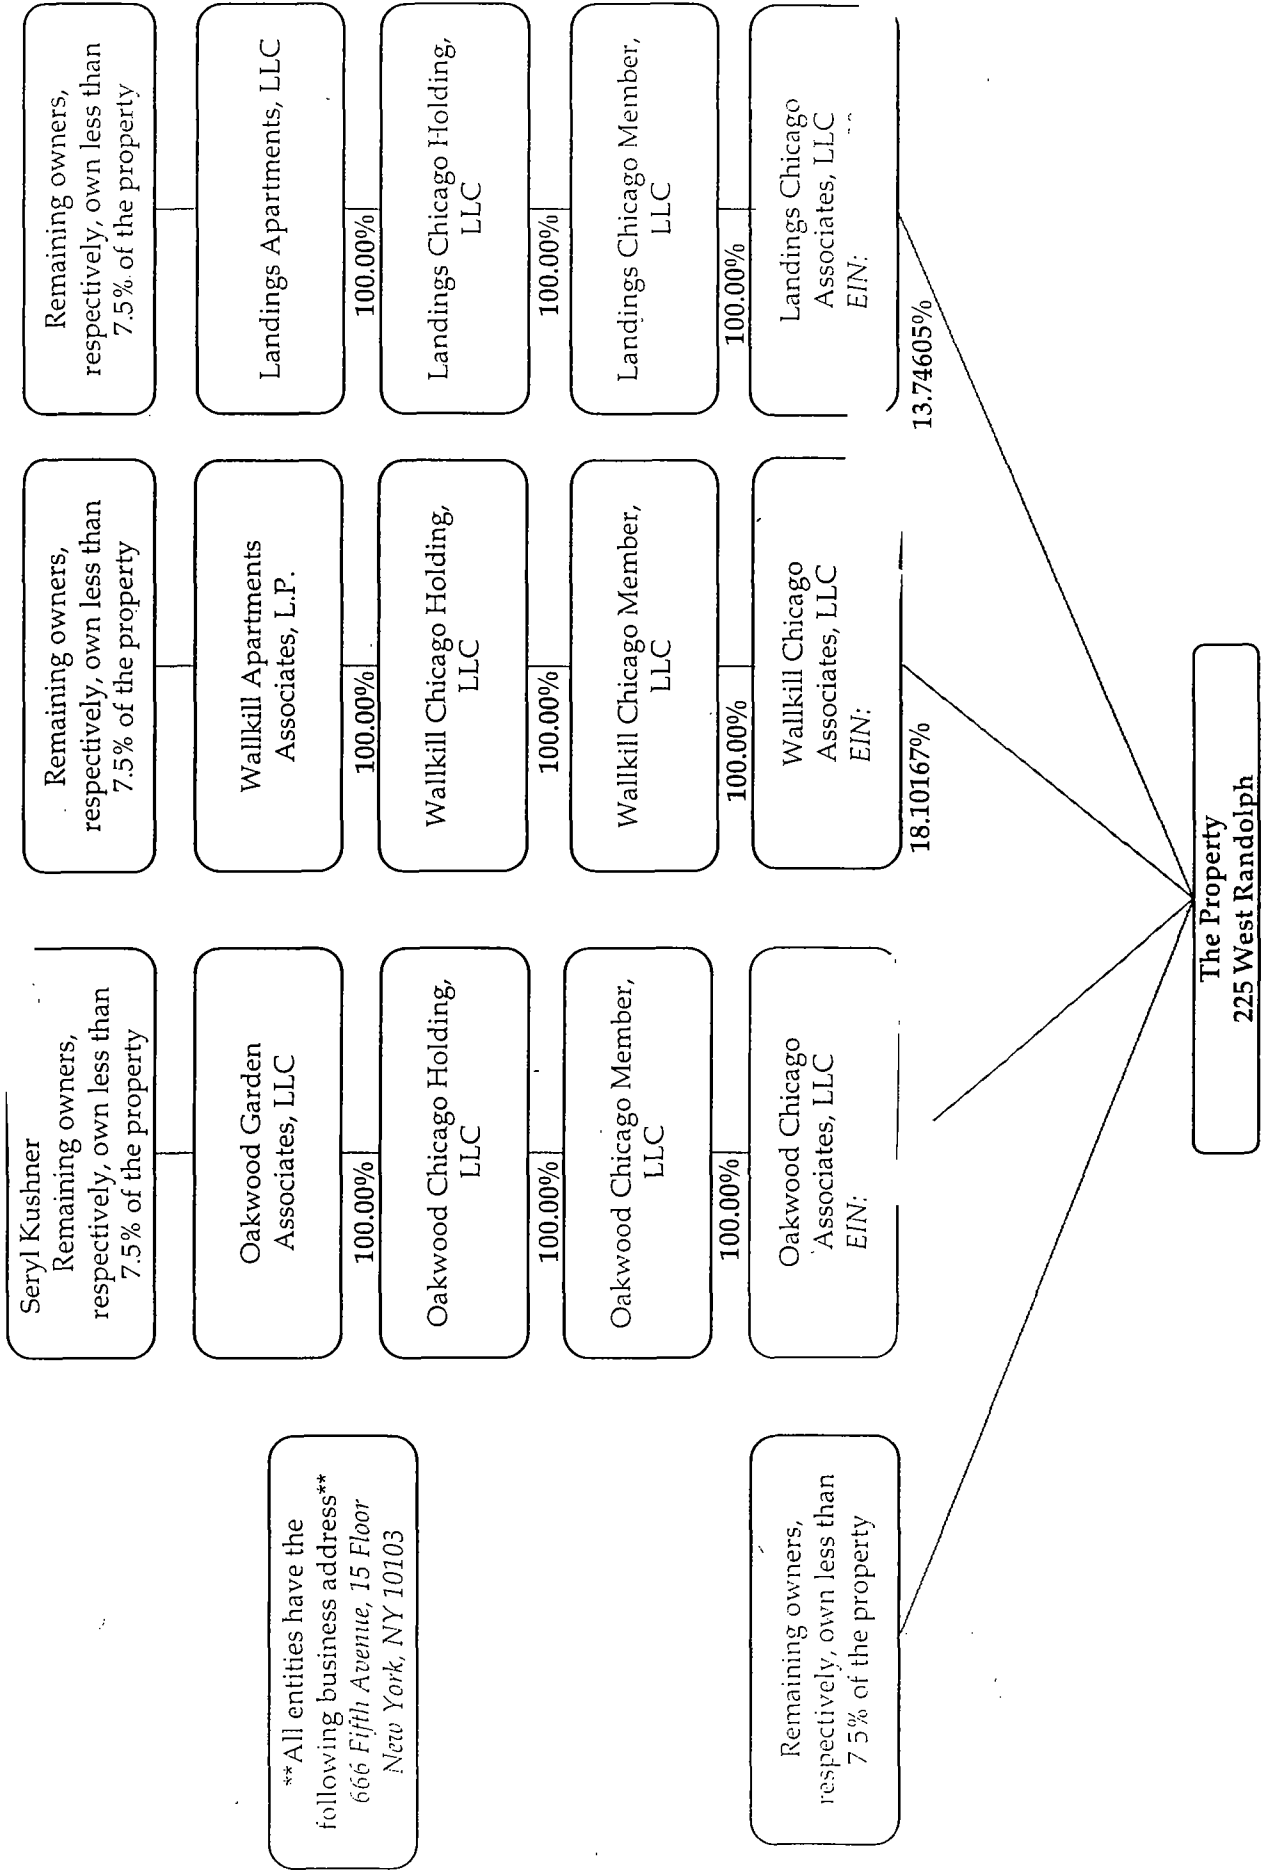 Seryl Kushner
Remaining owners,
respectively, own less than
7.5% of the property
Remaining owners,
respectively, own less than
7.5% of the property
Remaining owners,
respectively, own less than
7.5% of the property
**All entities have the
following business address**
666 Fifth Avenue, 15 Floor
New York, NY 10103
Oakwood Garden
Associates, LLC
Wallkill Apartments
Associates, L.P.
Landings Apartments, LLC
100.00%
100.00%
100.00%
Oakwood Chicago Holding,
LLC
Wallkill Chicago Holding,
LLC
Landings Chicago Holding,
LLC
100.00%
100.00%
100.00%
Oakwood Chicago Member,
LLC
Wallkill Chicago Member,
LLC
Landings Chicago Member,
LLC
100.00%
100.00%
100.00%
Remaining owners,
respectively, own less than
7 5% of the property
Oakwood Chicago
Associates, LLC
EIN:
Wallkill Chicago
Associates, LLC
EIN:
Landings Chicago
Associates, LLC
EIN:
18.10167%
13.74605%
The Property
225 West Randolph